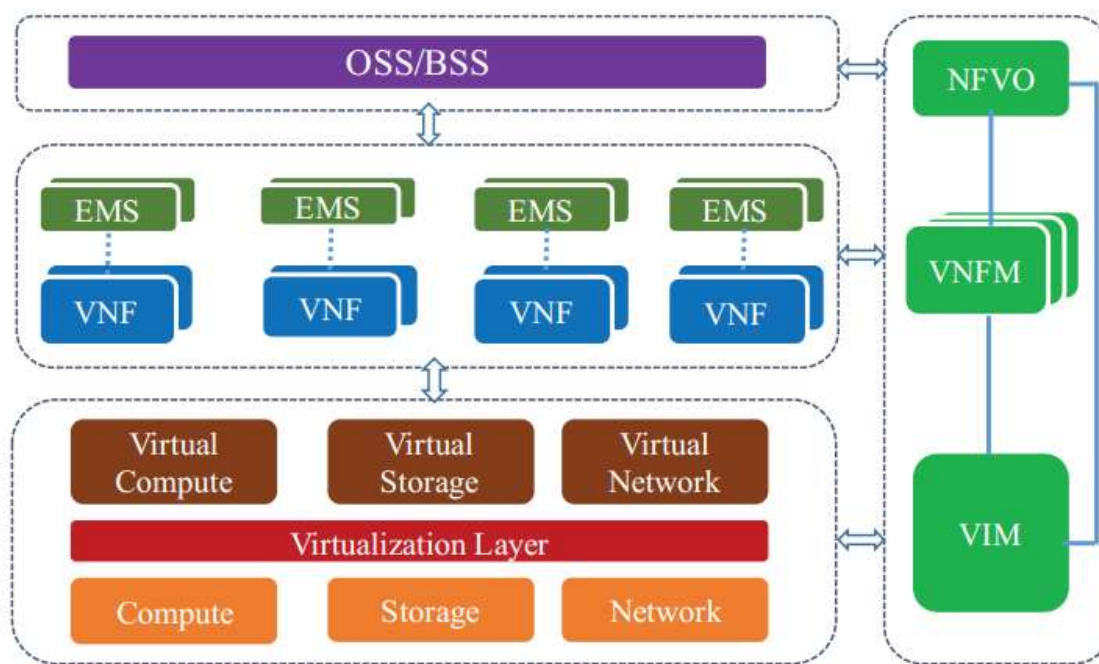 OSS/BSS
NFVO
EMS
EMS
EMS
EMS
VNF
VNF
VNF
VNF
VNFM
Virtual
Compute
Virtual
Storage
Virtual
Network
Virtualization Layer
VIM
Compute
Storage
Network